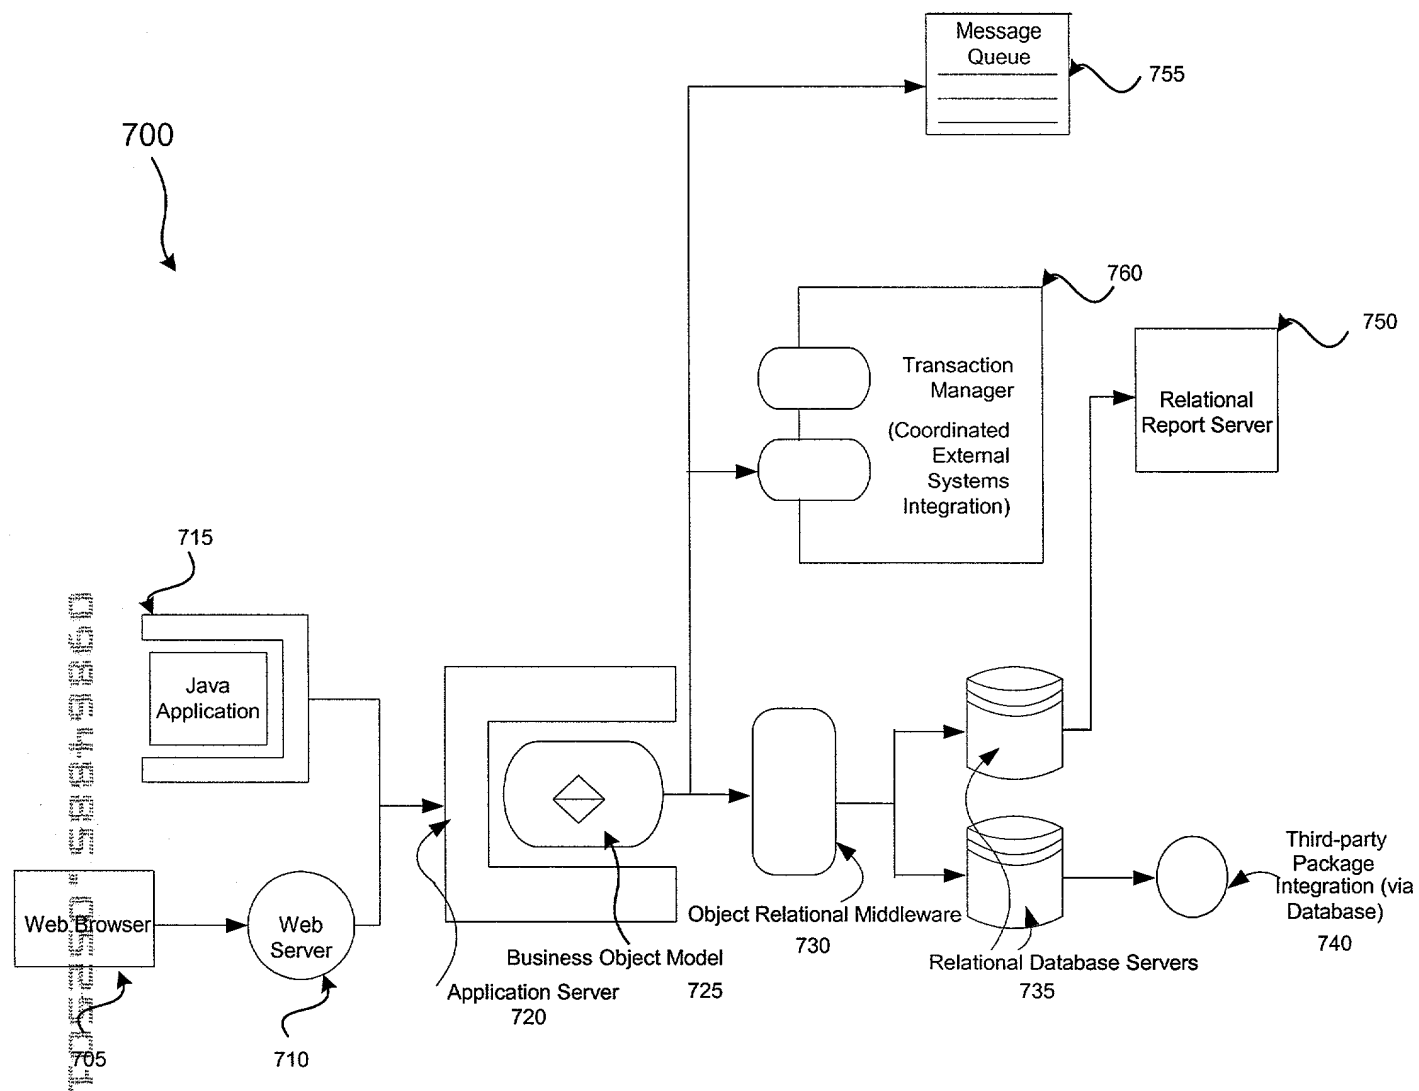 Message
Queue
755
700
760
750
Transaction
Manager
(Coordinated
External
Systems
Integration)
Relational
Report Server
715
Java
Application
Third-party
Package
Integration (via
Database)
740
Web Browser
Web
Server
Object Relational Middleware
730
Business Object Model
725
Relational Database Servers
735
Application Server
720
705
710